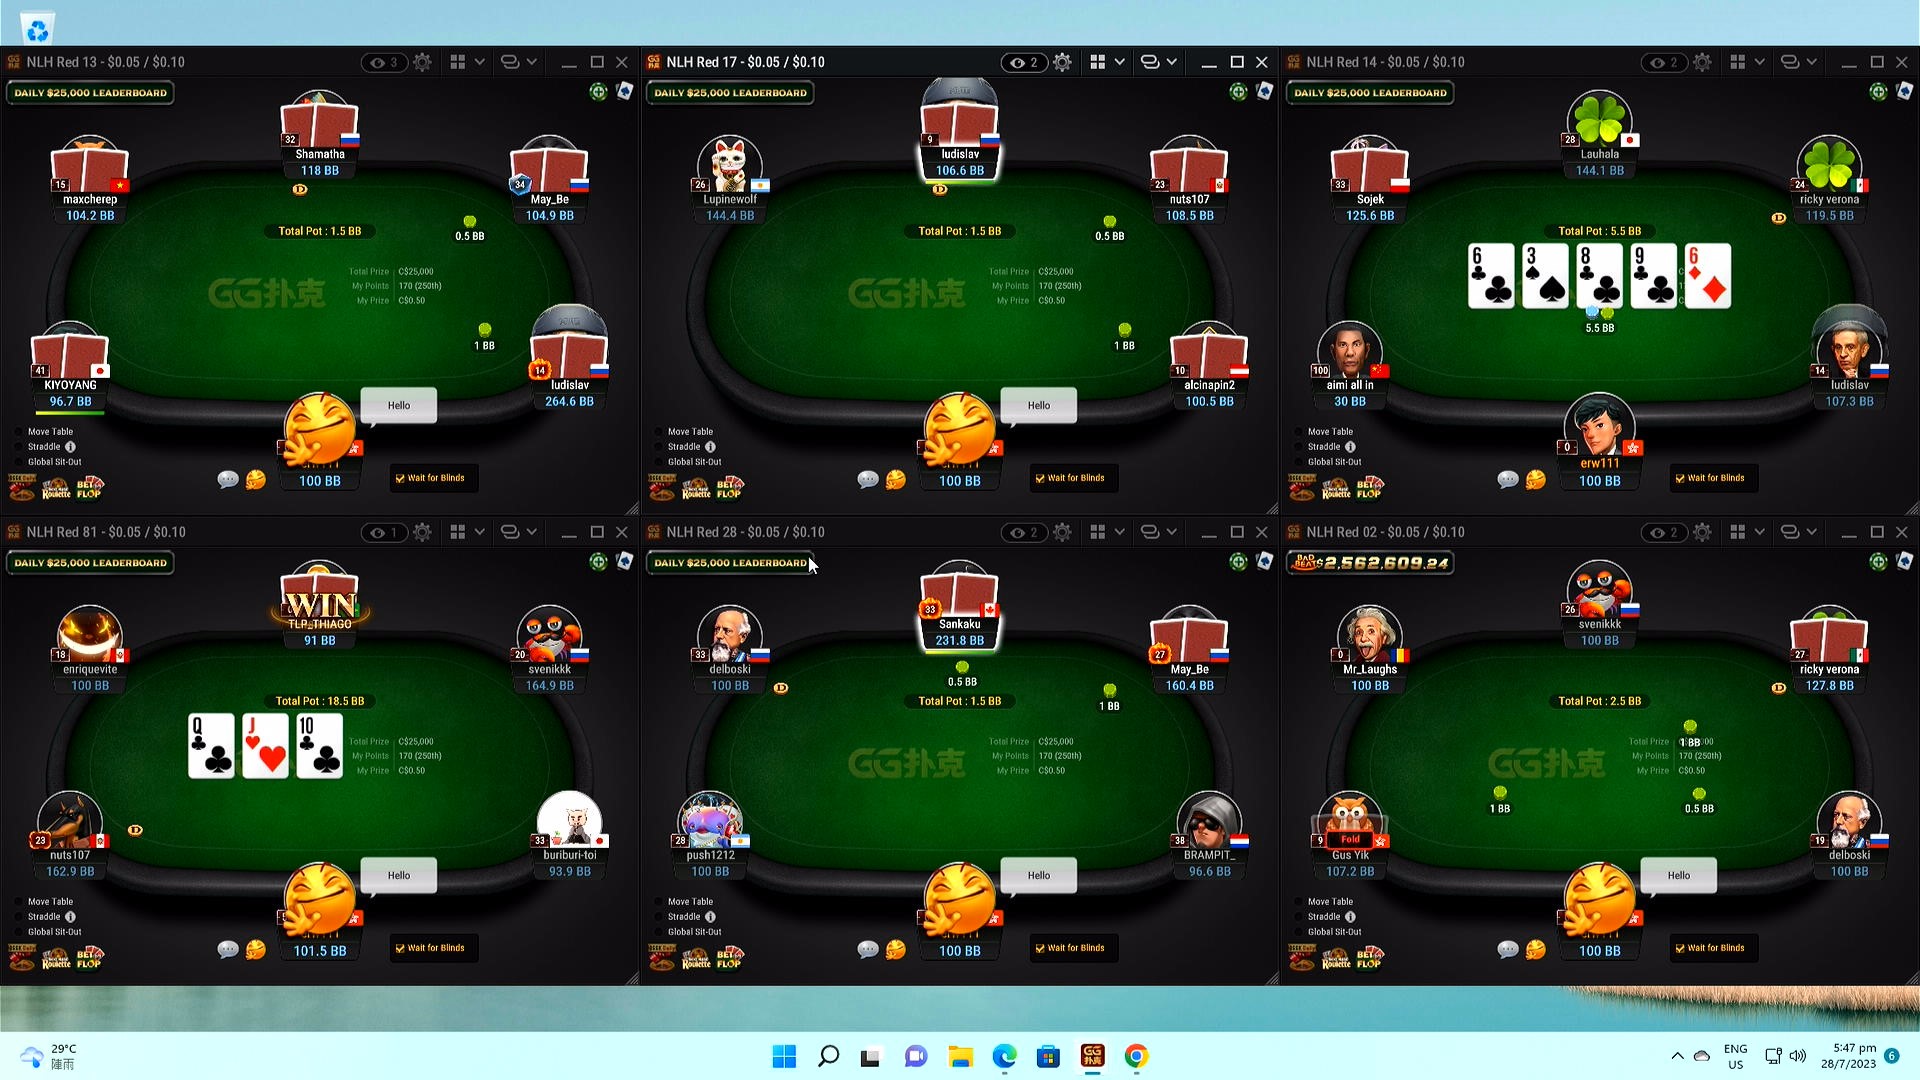 NLH Red 13 - $0.05 / $0.10
3
DAILY $25,000 LEADERBOARD
32
Shamatha
118 BB
15
maxcherep
104.2 BB
34
May_Be
104.9 BB
D
0.5 BB
Total Pot : 1.5 BB
GG扑克
Total Prize C$25,000
My Points 170 (250th)
My Prize C$0.50
1 BB
41
KIYOYANG
96.7 BB
14
ludislav
264.6 BB
Hello
Move Table
Straddle
Global Sit-Out
Roulette
BET FLOP
100 BB
Wait for Blinds
NLH Red 17 - $0.05 / $0.10
2
DAILY $25,000 LEADERBOARD
9
ludislav
106.6 BB
26
Lupinewolf
144.4 BB
23
nuts107
108.5 BB
D
0.5 BB
Total Pot : 1.5 BB
GG扑克
Total Prize C$25,000
My Points 170 (250th)
My Prize C$0.50
1 BB
10
alcinapin2
100.5 BB
Hello
Move Table
Straddle
Global Sit-Out
Roulette
BET FLOP
100 BB
Wait for Blinds
NLH Red 14 - $0.05 / $0.10
2
DAILY $25,000 LEADERBOARD
28
Lauhala
144.1 BB
33
Sojek
125.6 BB
24
ricky verona
119.5 BB
D
Total Pot : 5.5 BB
6 3 8 9 6
5.5 BB
100
aimi all in
30 BB
14
ludislav
107.3 BB
0
erw111
100 BB
Move Table
Straddle
Global Sit-Out
Roulette
BET FLOP
Wait for Blinds
NLH Red 81 - $0.05 / $0.10
1
DAILY $25,000 LEADERBOARD
WIN
TLP_THIAGO
91 BB
18
enriquevite
100 BB
20
svenikkk
164.9 BB
Total Pot : 18.5 BB
Q J 10
Total Prize C$25,000
My Points 170 (250th)
My Prize C$0.50
D
23
nuts107
162.9 BB
33
buriburi-toi
93.9 BB
Hello
Move Table
Straddle
Global Sit-Out
Roulette
BET FLOP
101.5 BB
Wait for Blinds
NLH Red 28 - $0.05 / $0.10
2
DAILY $25,000 LEADERBOARD
33
Sankaku
231.8 BB
33
delboski
100 BB
27
May_Be
160.4 BB
D
0.5 BB
1 BB
Total Pot : 1.5 BB
GG扑克
Total Prize C$25,000
My Points 170 (250th)
My Prize C$0.50
28
push1212
100 BB
38
BRAMPIT_
96.6 BB
Hello
Move Table
Straddle
Global Sit-Out
Roulette
BET FLOP
100 BB
Wait for Blinds
NLH Red 02 - $0.05 / $0.10
2
BAD BEATS
2,562,609.24
26
svenikkk
100 BB
0
Mr_Laughs
100 BB
27
ricky verona
127.8 BB
D
Total Pot : 2.5 BB
1 BB
GG扑克
Total Prize
My Points 170 (250th)
My Prize C$0.50
1 BB
0.5 BB
9
Fold
Gus Yik
107.2 BB
19
delboski
100 BB
Hello
Move Table
Straddle
Global Sit-Out
Roulette
BET FLOP
100 BB
Wait for Blinds
29°C
陣雨
GG扑克
ENG
US
5:47 pm
28/7/2023
6